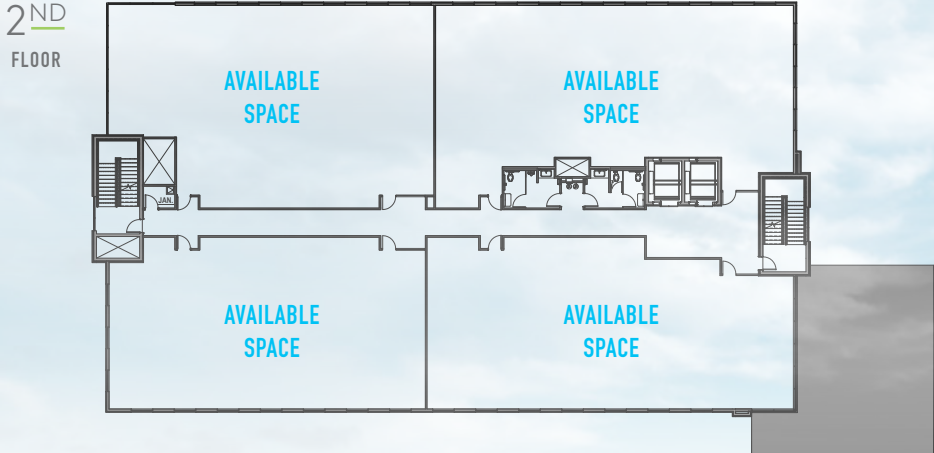 2ND
FLOOR
AVAILABLE
SPACE
AVAILABLE
SPACE
JAN.
AVAILABLE
SPACE
AVAILABLE
SPACE